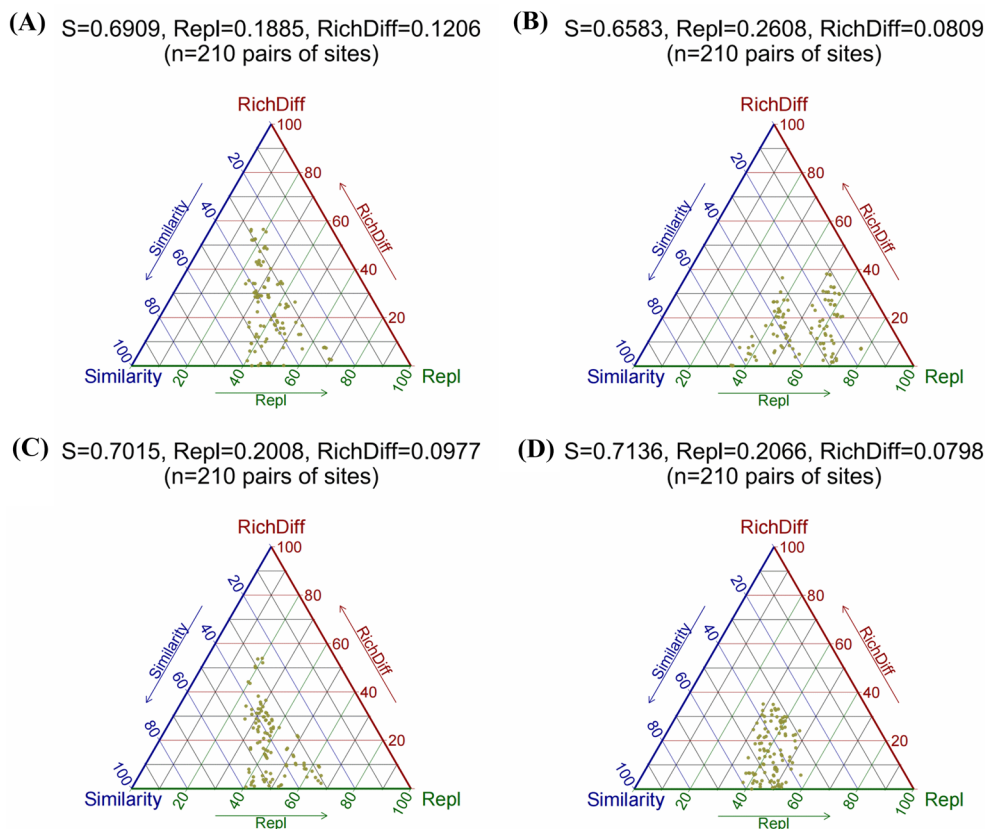 (A) S=0.6909, Repl=0.1885, RichDiff=0.1206
(n=210 pairs of sites)
RichDiff
100
80
60
40
20
20
40
60
80
100
Similarity
RichDiff
Similarity
20
40
60
80
100
Repl
Repl
(B) S=0.6583, Repl=0.2608, RichDiff=0.0809
(n=210 pairs of sites)
RichDiff
100
80
60
40
20
20
40
60
80
100
Similarity
RichDiff
Similarity
20
40
60
80
100
Repl
Repl
(C) S=0.7015, Repl=0.2008, RichDiff=0.0977
(n=210 pairs of sites)
RichDiff
100
80
60
40
20
20
40
60
80
100
Similarity
RichDiff
Similarity
20
40
60
80
100
Repl
Repl
(D) S=0.7136, Repl=0.2066, RichDiff=0.0798
(n=210 pairs of sites)
RichDiff
100
80
60
40
20
20
40
60
80
100
Similarity
RichDiff
Similarity
20
40
60
80
100
Repl
Repl